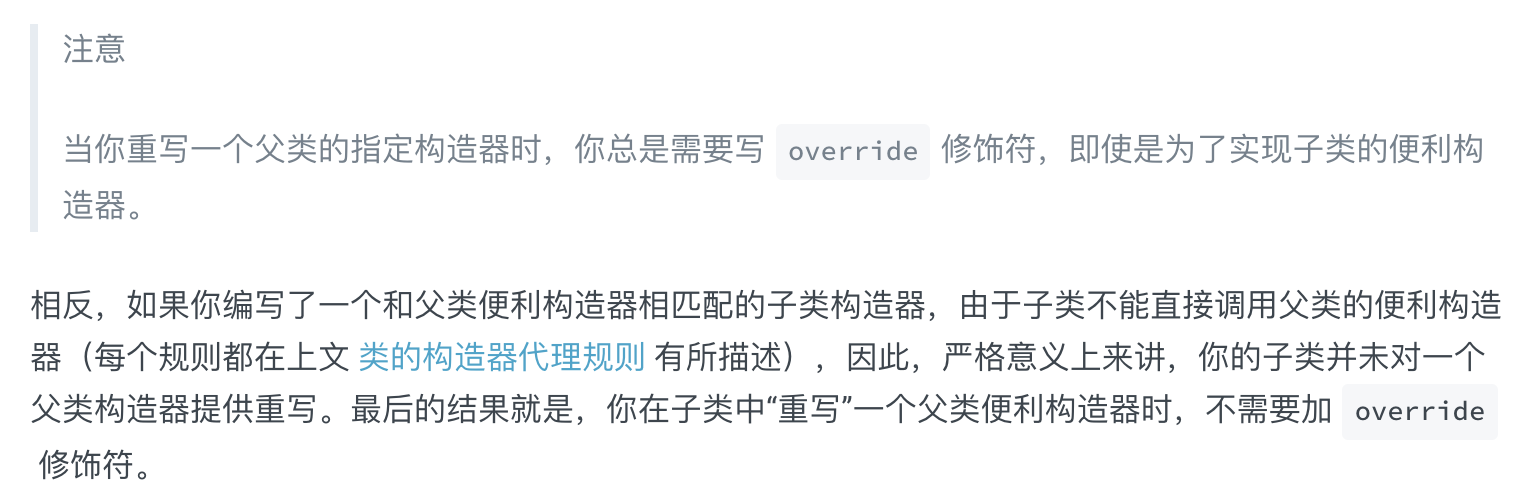 注意
当你重写一个父类的指定构造器时，你总是需要写 override 修饰符，即使是为了实现子类的便利构
造器。
相反，如果你编写了一个和父类便利构造器相匹配的子类构造器，由于子类不能直接调用父类的便利构造
器（每个规则都在上文 类的构造器代理规则 有所描述），因此，严格意义上来讲，你的子类并未对一个
父类构造器提供重写。最后的结果就是，你在子类中“重写”一个父类便利构造器时，不需要加 override
修饰符。